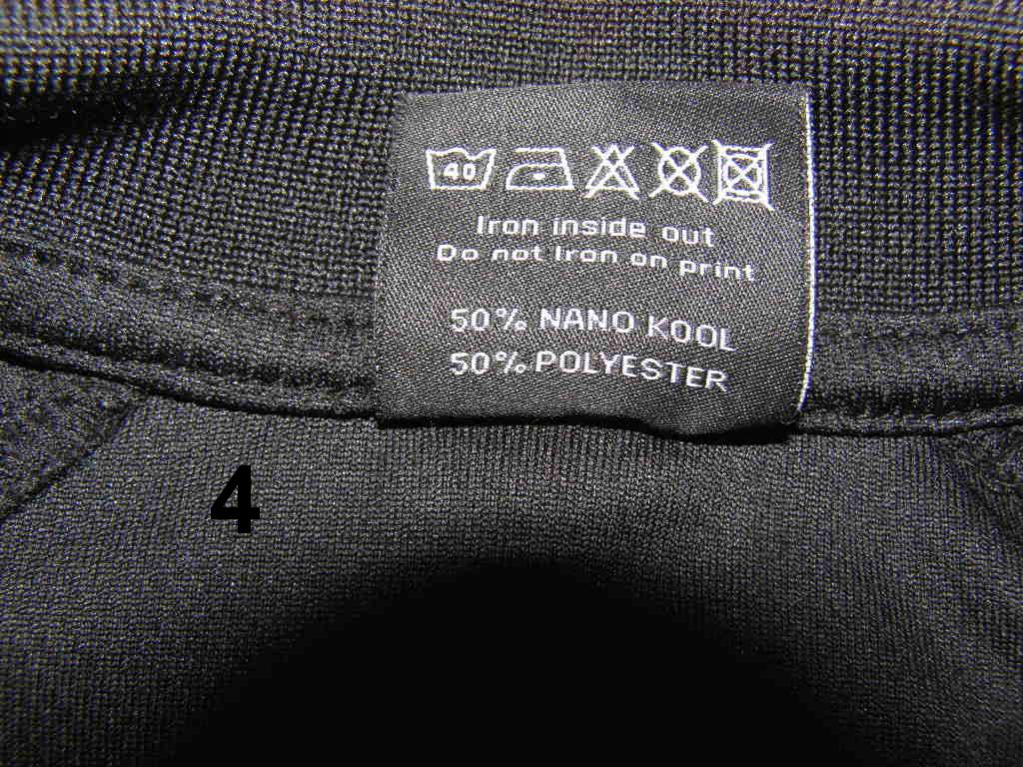 40
Iron inside out
Do not Iron on print
50% NANO KOOL
50% POLYESTER
4